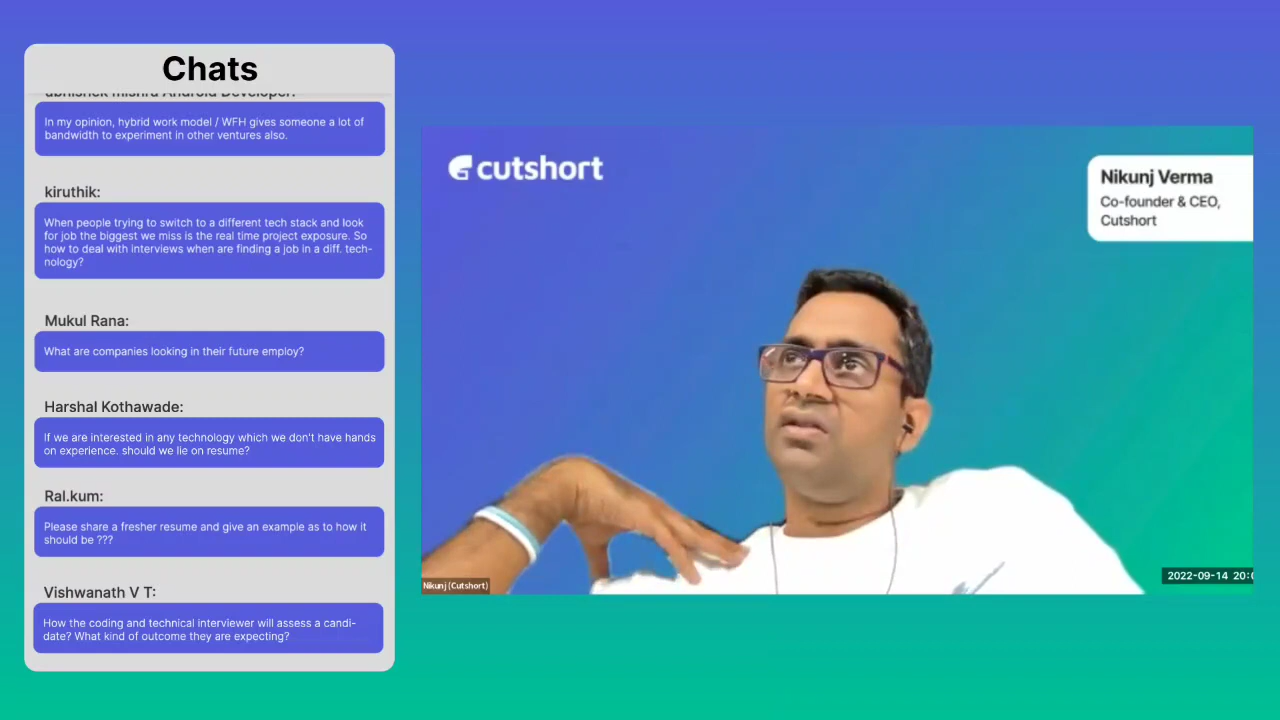 Chats
abhishek mishra Android Developer:
In my opinion, hybrid work model / WFH gives someone a lot of
bandwidth to experiment in other ventures also.
kiruthik:
When people trying to switch to a different tech stack and look
for job the biggest we miss is the real time project exposure. So
how to deal with interviews when are finding a job in a diff. tech-
nology?
Mukul Rana:
What are companies looking in their future employ?
Harshal Kothawade:
If we are interested in any technology which we don't have hands
on experience. should we lie on resume?
Ral.kum:
Please share a fresher resume and give an example as to how it
should be ???
Vishwanath V T:
How the coding and technical interviewer will assess a candi-
date? What kind of outcome they are expecting?
cutshort
Nikunj Verma
Co-founder & CEO,
Cutshort
Nikunj (Cutshort)
2022-09-14